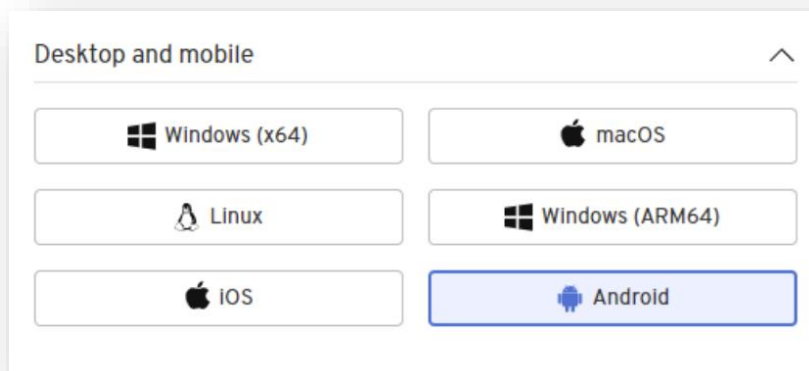 Desktop and mobile
Windows (x64)
macOS
Linux
Windows (ARM64)
iOS
Android